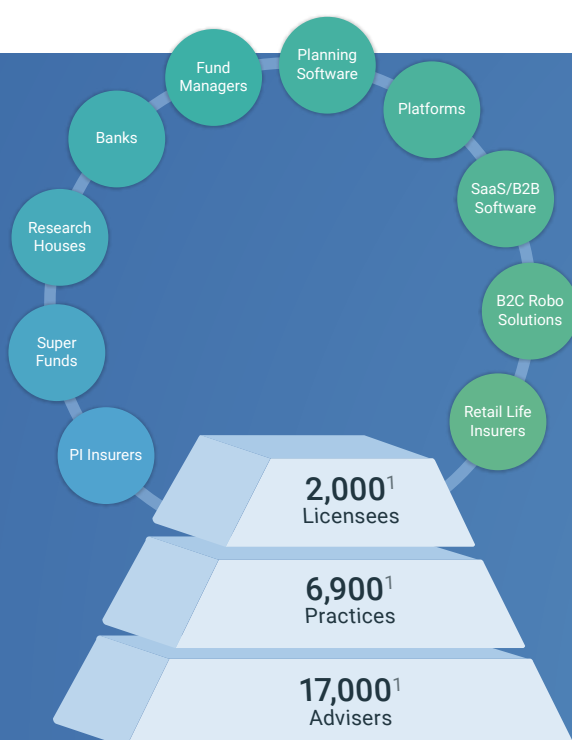 Planning
Software
Fund
Managers
Platforms
Banks
SaaS/B2B
Software
Research
Houses
B2C Robo
Solutions
Super
Funds
Retail Life
Insurers
PI Insurers
2,000¹
Licensees
6,900¹
Practices
17,000¹
Advisers